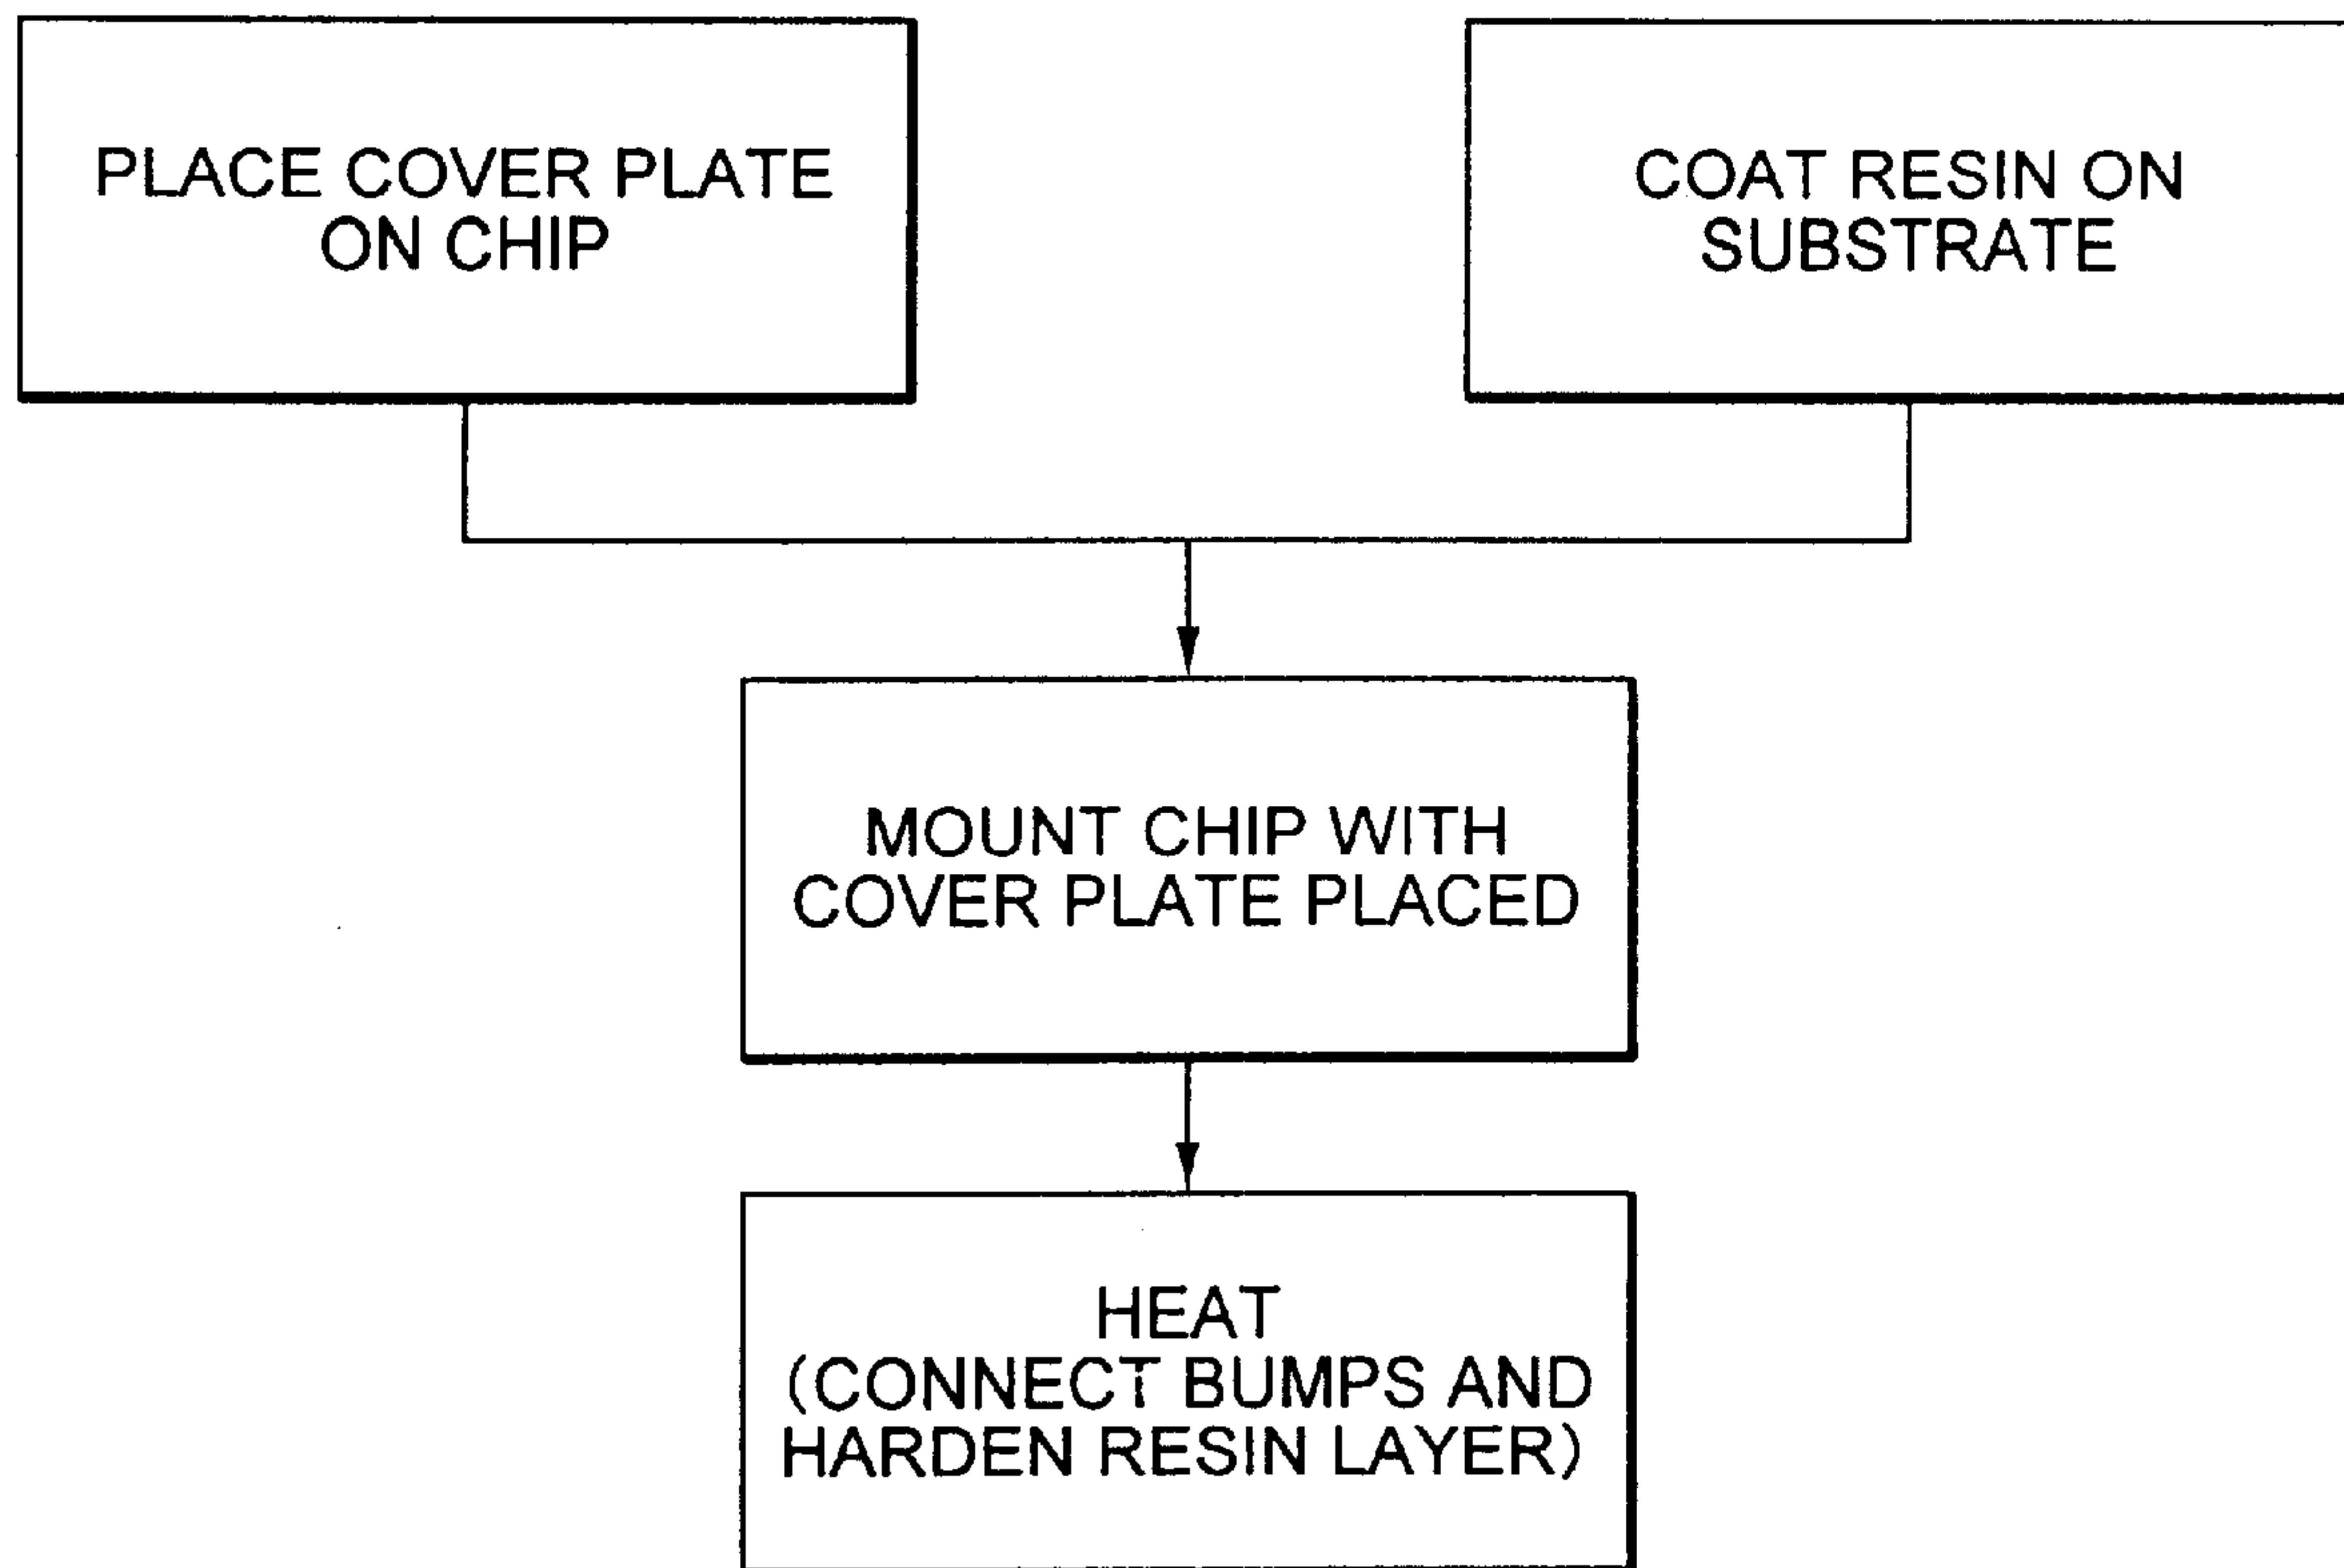 PLACE COVER PLATE
ON CHIP
COAT RESIN ON
SUBSTRATE
MOUNT CHIP WITH
COVER PLATE PLACED
HEAT
(CONNECT BUMPS AND
HARDEN RESIN LAYER)